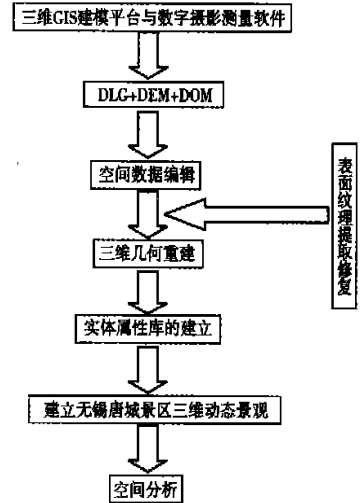 三维GIS建模平台与数字摄影测量软件
DLG+DEM+DOM
空间数据编辑
表面纹理提取修复
三维几何重建
实体属性库的建立
建立无锡唐城景区三维动态景观
空间分析